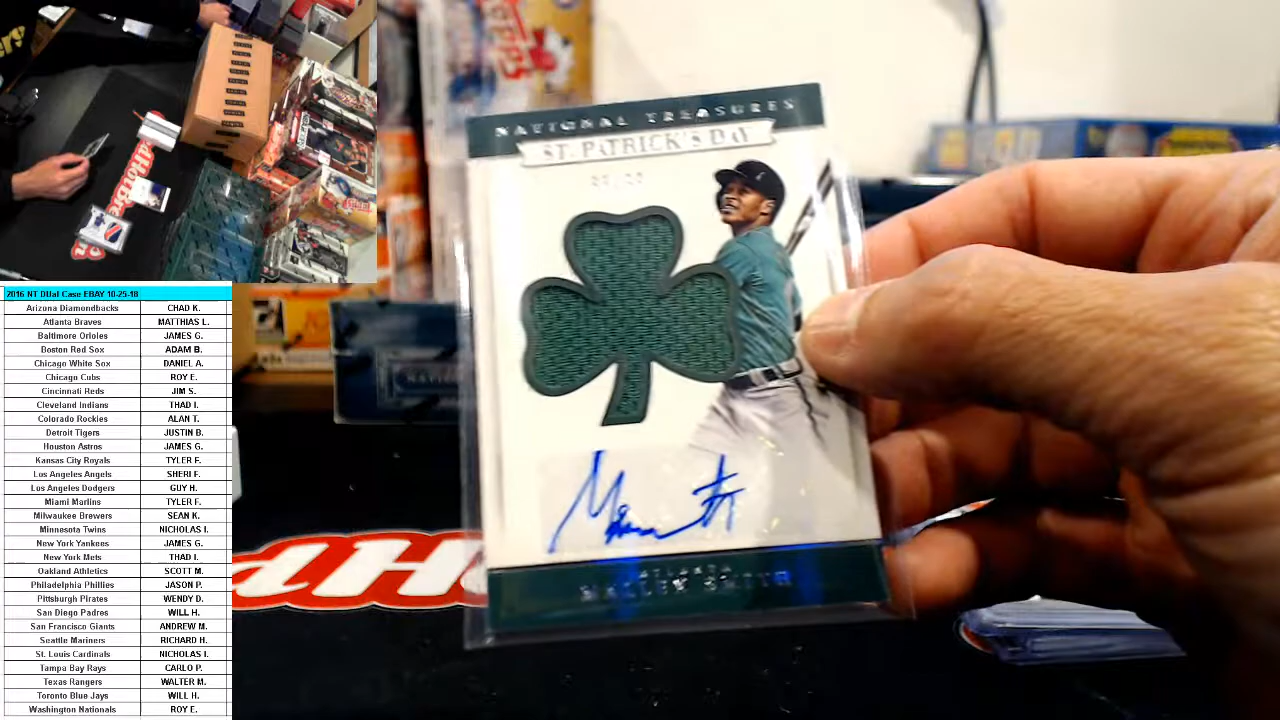 2016 NT DUal Case EBAY 10-25-18
Arizona Diamondbacks CHAD K.
Atlanta Braves MATTHIAS L.
Baltimore Orioles JAMES G.
Boston Red Sox ADAM B.
Chicago White Sox DANIEL A.
Chicago Cubs ROY E.
Cincinnati Reds JIM S.
Cleveland Indians THAD I.
Colorado Rockies ALAN T.
Detroit Tigers JUSTIN B.
Houston Astros JAMES G.
Kansas City Royals TYLER F.
Los Angeles Angels SHERI F.
Los Angeles Dodgers GUY H.
Miami Marlins TYLER F.
Milwaukee Brewers SEAN K.
Minnesota Twins NICHOLAS I.
New York Yankees JAMES G.
New York Mets THAD I.
Oakland Athletics SCOTT M.
Philadelphia Phillies JASON P.
Pittsburgh Pirates WENDY D.
San Diego Padres WILL H.
San Francisco Giants ANDREW M.
Seattle Mariners RICHARD H.
St. Louis Cardinals NICHOLAS I.
Tampa Bay Rays CARLO P.
Texas Rangers WALTER M.
Toronto Blue Jays WILL H.
Washington Nationals ROY E.
NATIONAL TREASURES
ST. PATRICK'S DAY
ATLANTA
MALLEX SMITH
Topps
dH